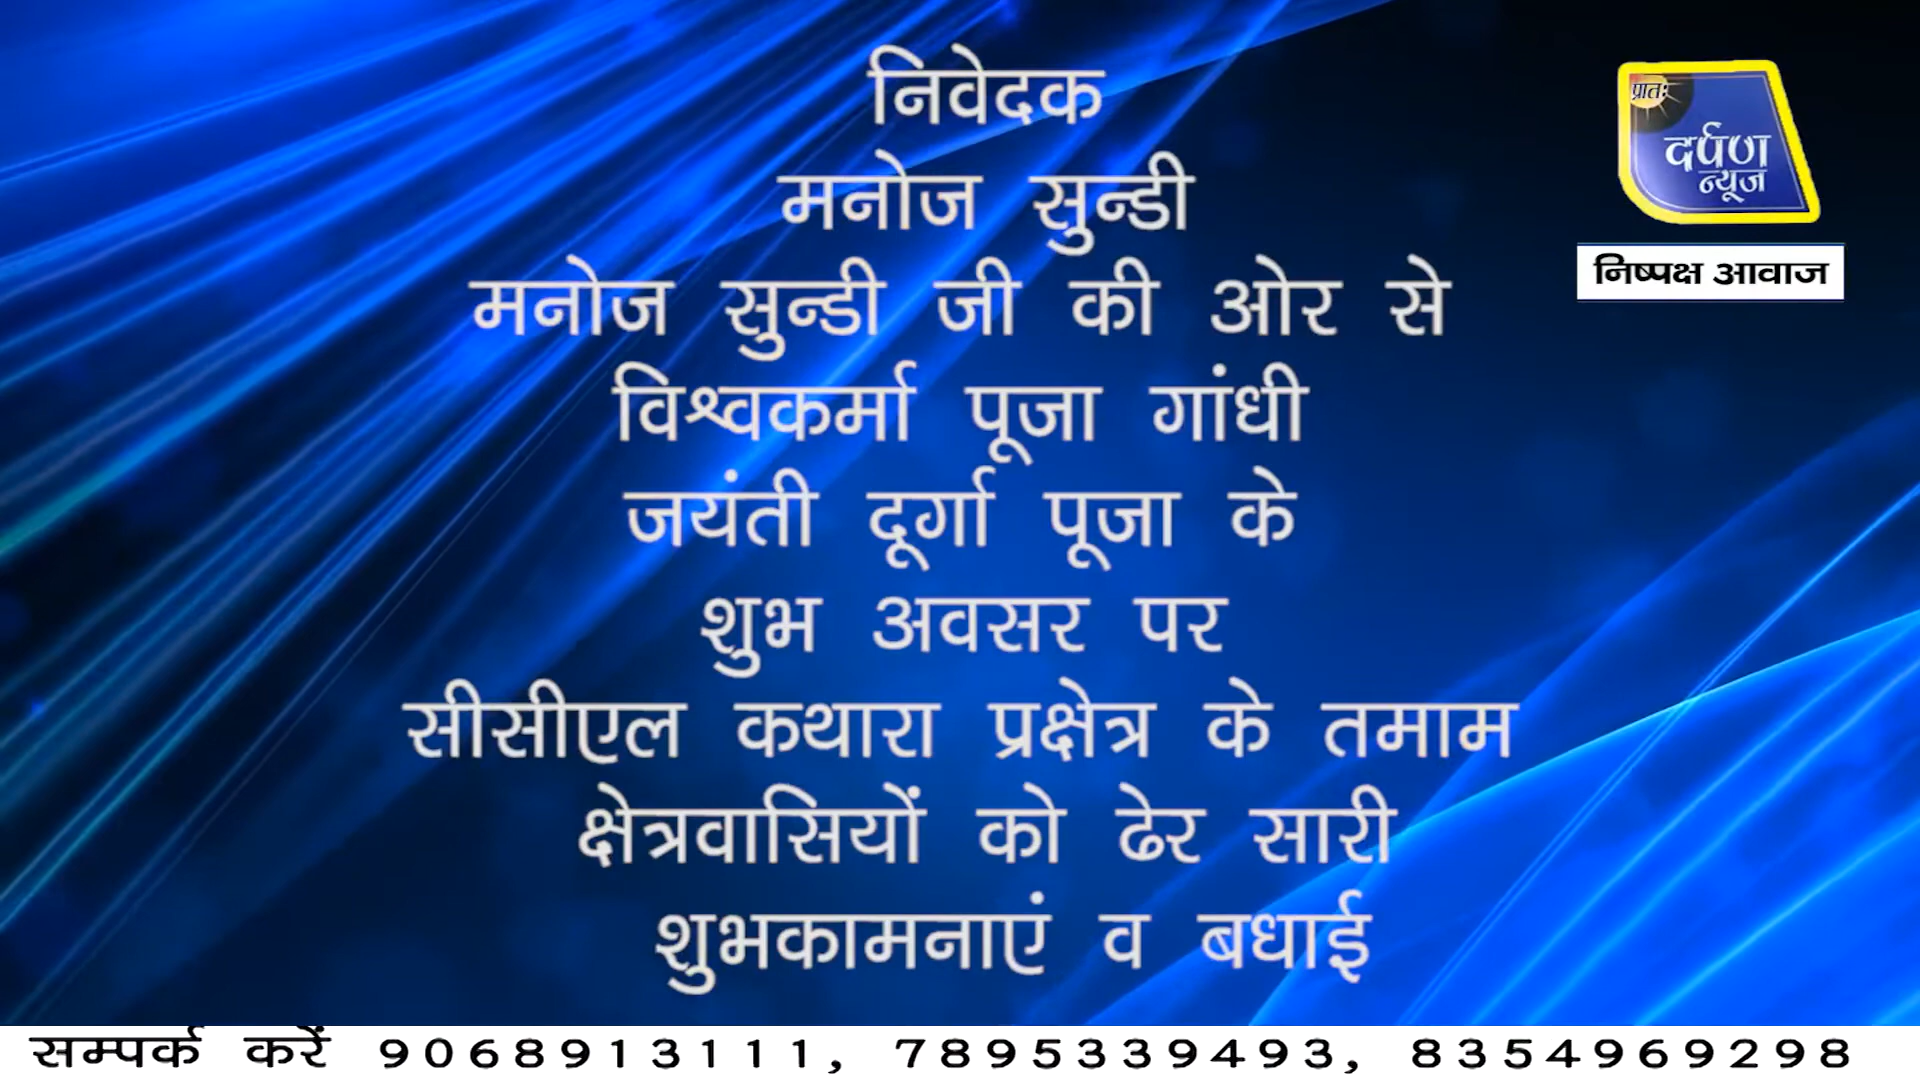 निवेदक
मनोज सुन्डी
मनोज सुन्डी जी की ओर से
विश्वकर्मा पूजा गांधी
जयंती दूर्गा पूजा के
शुभ अवसर पर
सीसीएल कथारा प्रक्षेत्र के तमाम
क्षेत्रवासियों को ढेर सारी
शुभकामनाएं व बधाई
प्रातः
दर्पण
न्यूज
निष्पक्ष आवाज
सम्पर्क करें 9068913111, 7895339493, 8354969298